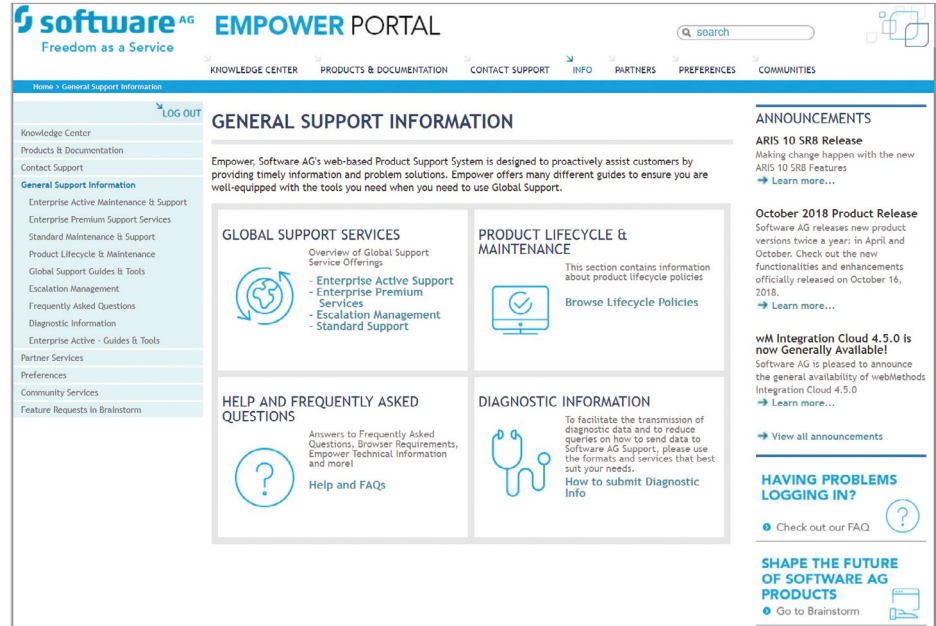 software AG
Freedom as a Service
EMPOWER PORTAL
search
KNOWLEDGE CENTER
PRODUCTS & DOCUMENTATION
CONTACT SUPPORT
INFO
PARTNERS
PREFERENCES
COMMUNITIES
Home > General Support Information
LOG OUT
Knowledge Center
Products & Documentation
Contact Support
General Support Information
Enterprise Active Maintenance & Support
Enterprise Premium Support Services
Standard Maintenance & Support
Product Lifecycle & Maintenance
Global Support Guides & Tools
Escalation Management
Frequently Asked Questions
Diagnostic Information
Enterprise Active - Guides & Tools
Partner Services
Preferences
Community Services
Feature Requests in Brainstorm
GENERAL SUPPORT INFORMATION
Empower, Software AG's web-based Product Support System is designed to proactively assist customers by
providing timely information and problem solutions. Empower offers many different guides to ensure you are
well-equipped with the tools you need when you need to use Global Support.
GLOBAL SUPPORT SERVICES
Overview of Global Support
Service Offerings
- Enterprise Active Support
- Enterprise Premium
Services
- Escalation Management
- Standard Support
PRODUCT LIFECYCLE &
MAINTENANCE
This section contains information
about product lifecycle policies
Browse Lifecycle Policies
HELP AND FREQUENTLY ASKED
QUESTIONS
Answers to Frequently Asked
Questions, Browser Requirements,
Empower Technical Information
and more!
Help and FAQs
DIAGNOSTIC INFORMATION
To facilitate the transmission of
diagnostic data and to reduce
queries on how to send data to
Software AG Support, please use
the formats and services that best
suit your needs.
How to submit Diagnostic
Info
ANNOUNCEMENTS
ARIS 10 SR8 Release
Making change happen with the new
ARIS 10 SR8 Features
Learn more...
October 2018 Product Release
Software AG releases new product
versions twice a year: in April and
October. Check out the new
functionalities and enhancements
officially released on October 16,
2018.
Learn more...
wM Integration Cloud 4.5.0 is
now Generally Available!
Software AG is pleased to announce
the general availability of webMethods
Integration Cloud 4.5.0
Learn more...
View all announcements
HAVING PROBLEMS
LOGGING IN?
Check out our FAQ
SHAPE THE FUTURE
OF SOFTWARE AG
PRODUCTS
Go to Brainstorm